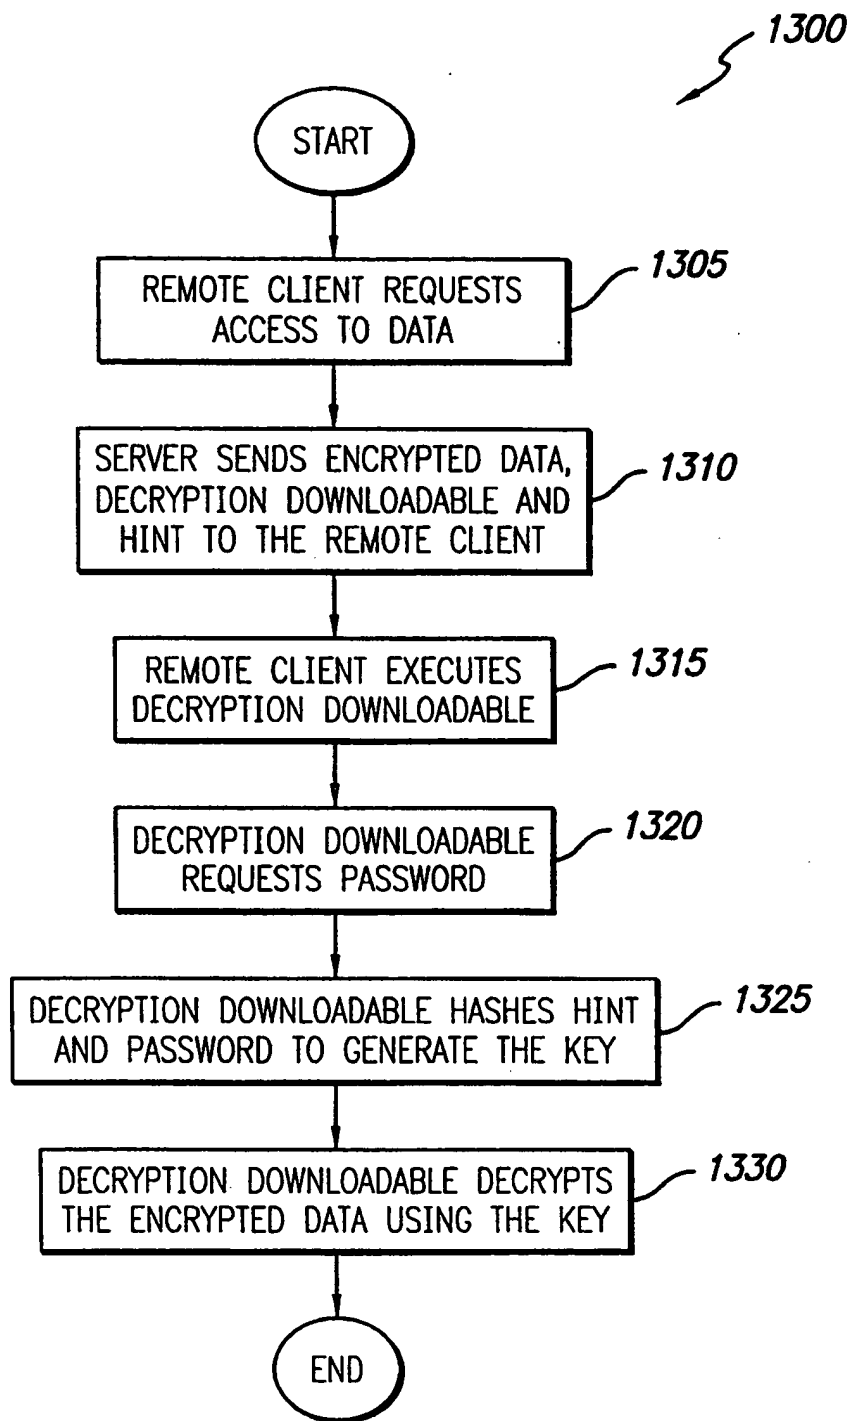 1300
START
REMOTE CLIENT REQUESTS
ACCESS TO DATA
1305
SERVER SENDS ENCRYPTED DATA,
DECRYPTION DOWNLOADABLE AND
HINT TO THE REMOTE CLIENT
1310
REMOTE CLIENT EXECUTES
DECRYPTION DOWNLOADABLE
1315
DECRYPTION DOWNLOADABLE
REQUESTS PASSWORD
1320
DECRYPTION DOWNLOADABLE HASHES HINT
AND PASSWORD TO GENERATE THE KEY
1325
DECRYPTION DOWNLOADABLE DECRYPTS
THE ENCRYPTED DATA USING THE KEY
1330
END